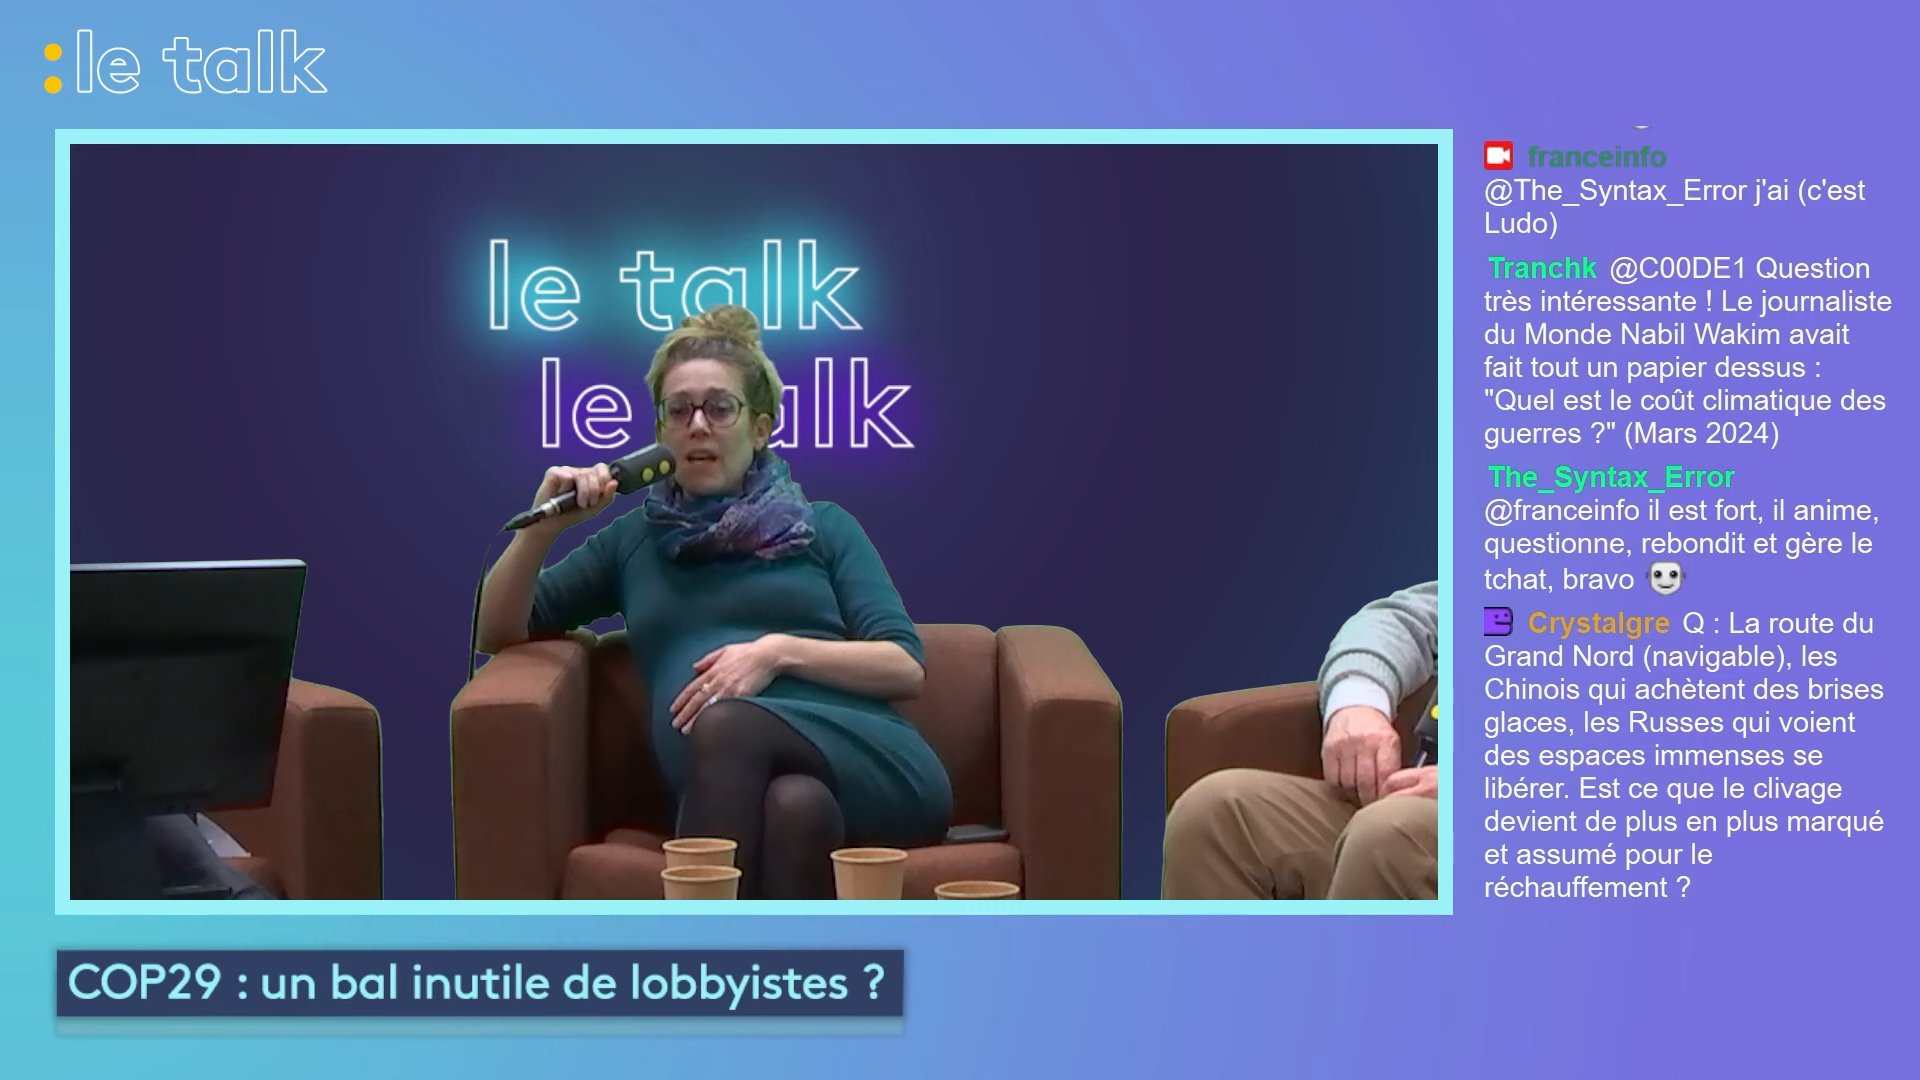 :le talk
le talk
le alk
franceinfo
@The_Syntax_Error j'ai (c'est
Ludo)
Tranchk @C00DE1 Question
très intéressante ! Le journaliste
du Monde Nabil Wakim avait
fait tout un papier dessus :
"Quel est le coût climatique des
guerres ?" (Mars 2024)
The_Syntax_Error
@franceinfo il est fort, il anime,
questionne, rebondit et gère le
tchat, bravo
Crystalgre Q : La route du
Grand Nord (navigable), les
Chinois qui achètent des brises
glaces, les Russes qui voient
des espaces immenses se
libérer. Est ce que le clivage
devient de plus en plus marqué
et assumé pour le
réchauffement ?
COP29 : un bal inutile de lobbyistes ?